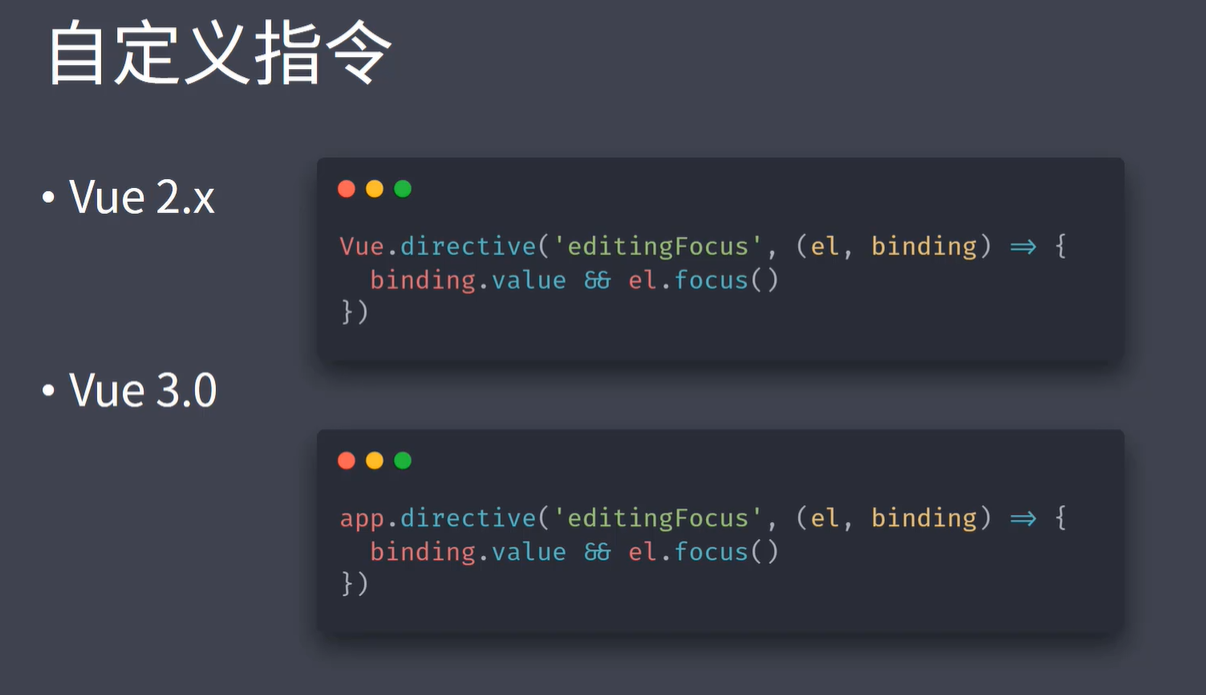 自定义指令
• Vue 2.x
Vue.directive('editingFocus', (el, binding) => {
  binding.value && el.focus()
})
• Vue 3.0
app.directive('editingFocus', (el, binding) => {
  binding.value && el.focus()
})